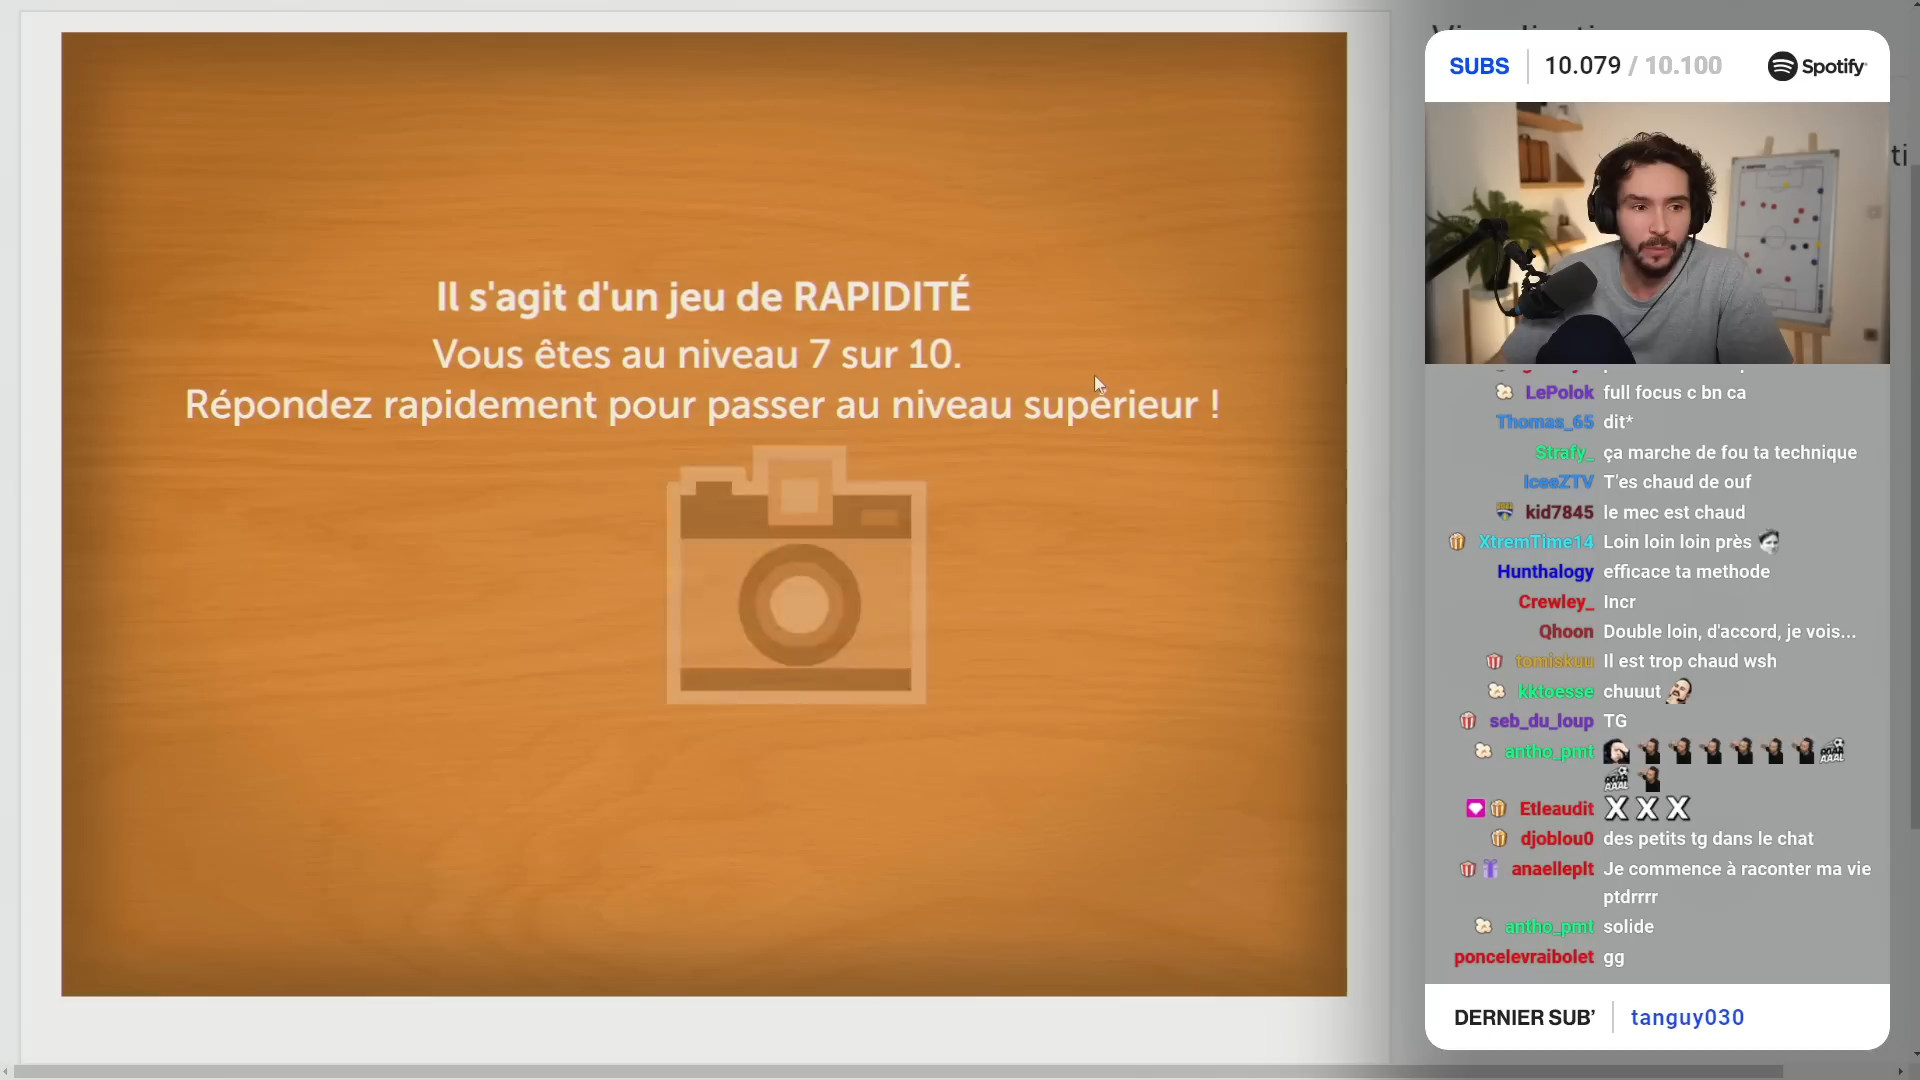 Il s'agit d'un jeu de RAPIDITÉ
Vous êtes au niveau 7 sur 10.
Répondez rapidement pour passer au niveau supérieur !
SUBS 10.079 / 10.100 Spotify
ti
LePolok full focus c bn ca
Thomas_65 dit*
Strafy_ ça marche de fou ta technique
IceeZTV T'es chaud de ouf
kid7845 le mec est chaud
XtremTime14 Loin loin loin près
Hunthalogy efficace ta methode
Crewley_ Incr
Qhoon Double loin, d'accord, je vois...
tomiskuu Il est trop chaud wsh
kktoesse chuuut
seb_du_loup TG
antho_pmt
Etleaudit X X X
djoblou0 des petits tg dans le chat
anaelleplt Je commence à raconter ma vie
ptdrrrr
antho_pmt solide
poncelevraibolet gg
DERNIER SUB' tanguy030